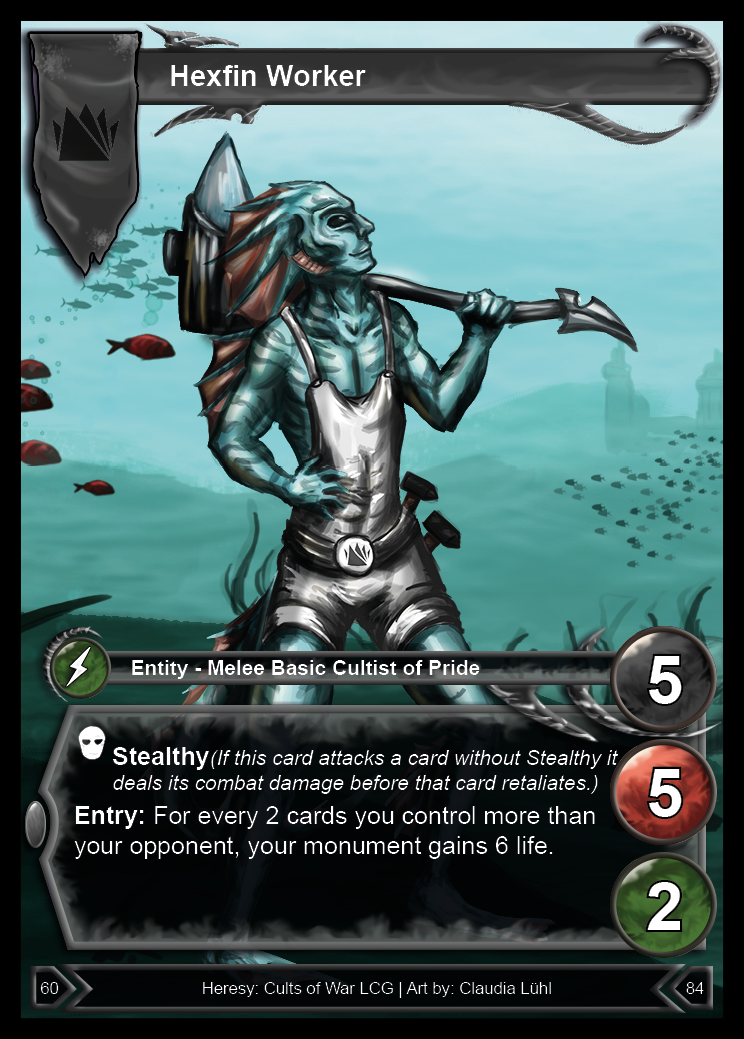 Hexfin Worker
Entity - Melee Basic Cultist of Pride
5
Stealthy(If this card attacks a card without Stealthy it
deals its combat damage before that card retaliates.)
5
Entry: For every 2 cards you control more than
your opponent, your monument gains 6 life.
2
60
Heresy: Cults of War LCG | Art by: Claudia Lühl
84